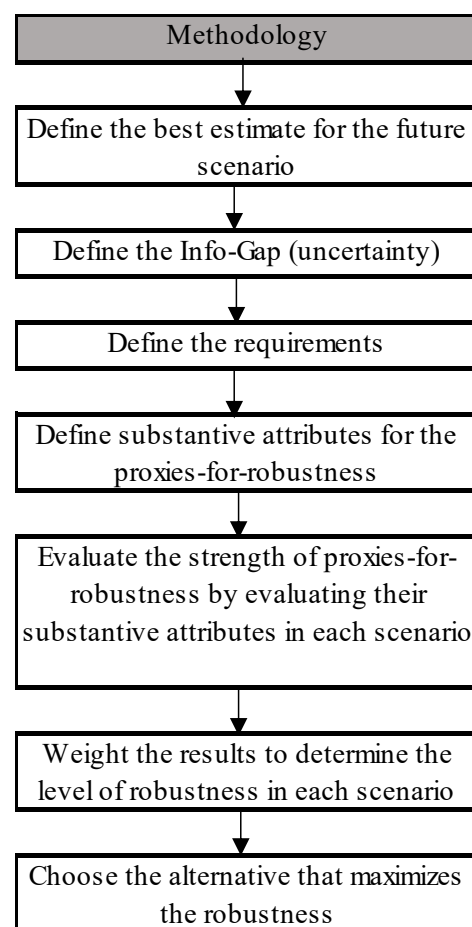 Methodology
Define the best estimate for the future
scenario
Define the Info-Gap (uncertainty)
Define the requirements
Define substantive attributes for the
proxies-for-robustness
Evaluate the strength of proxies-for-
robustness by evaluating their
substantive attributes in each scenario
Weight the results to determine the
level of robustness in each scenario
Choose the alternative that maximizes
the robustness